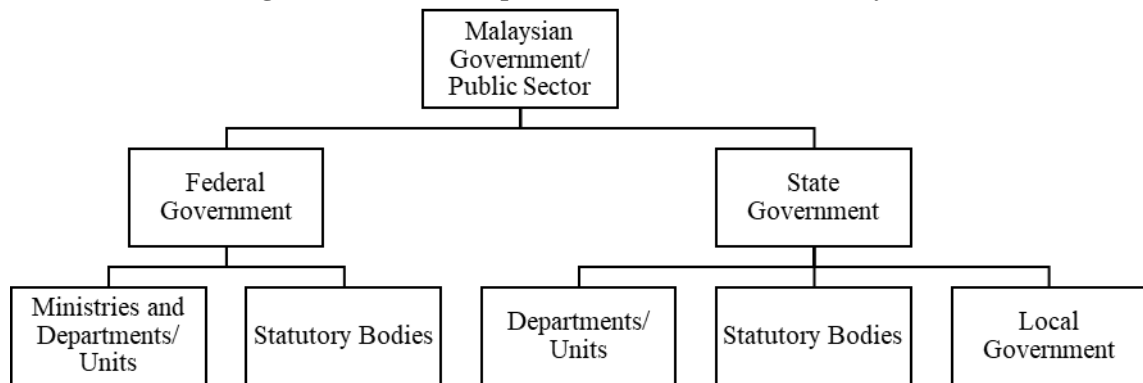 Malaysian
Government/
Public Sector
Federal
Government
State
Government
Ministries and
Departments/
Units
Statutory Bodies
Departments/
Units
Statutory Bodies
Local
Government